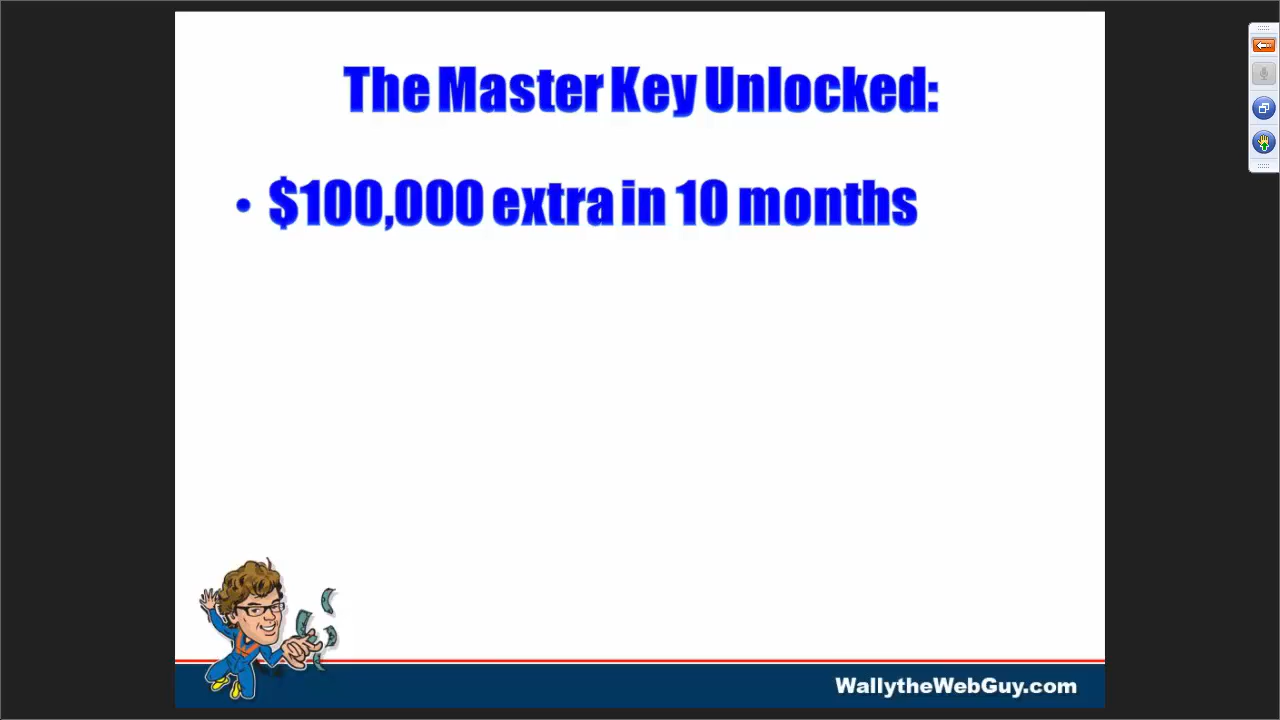 The Master Key Unlocked:
• $100,000 extra in 10 months
WallytheWebGuy.com